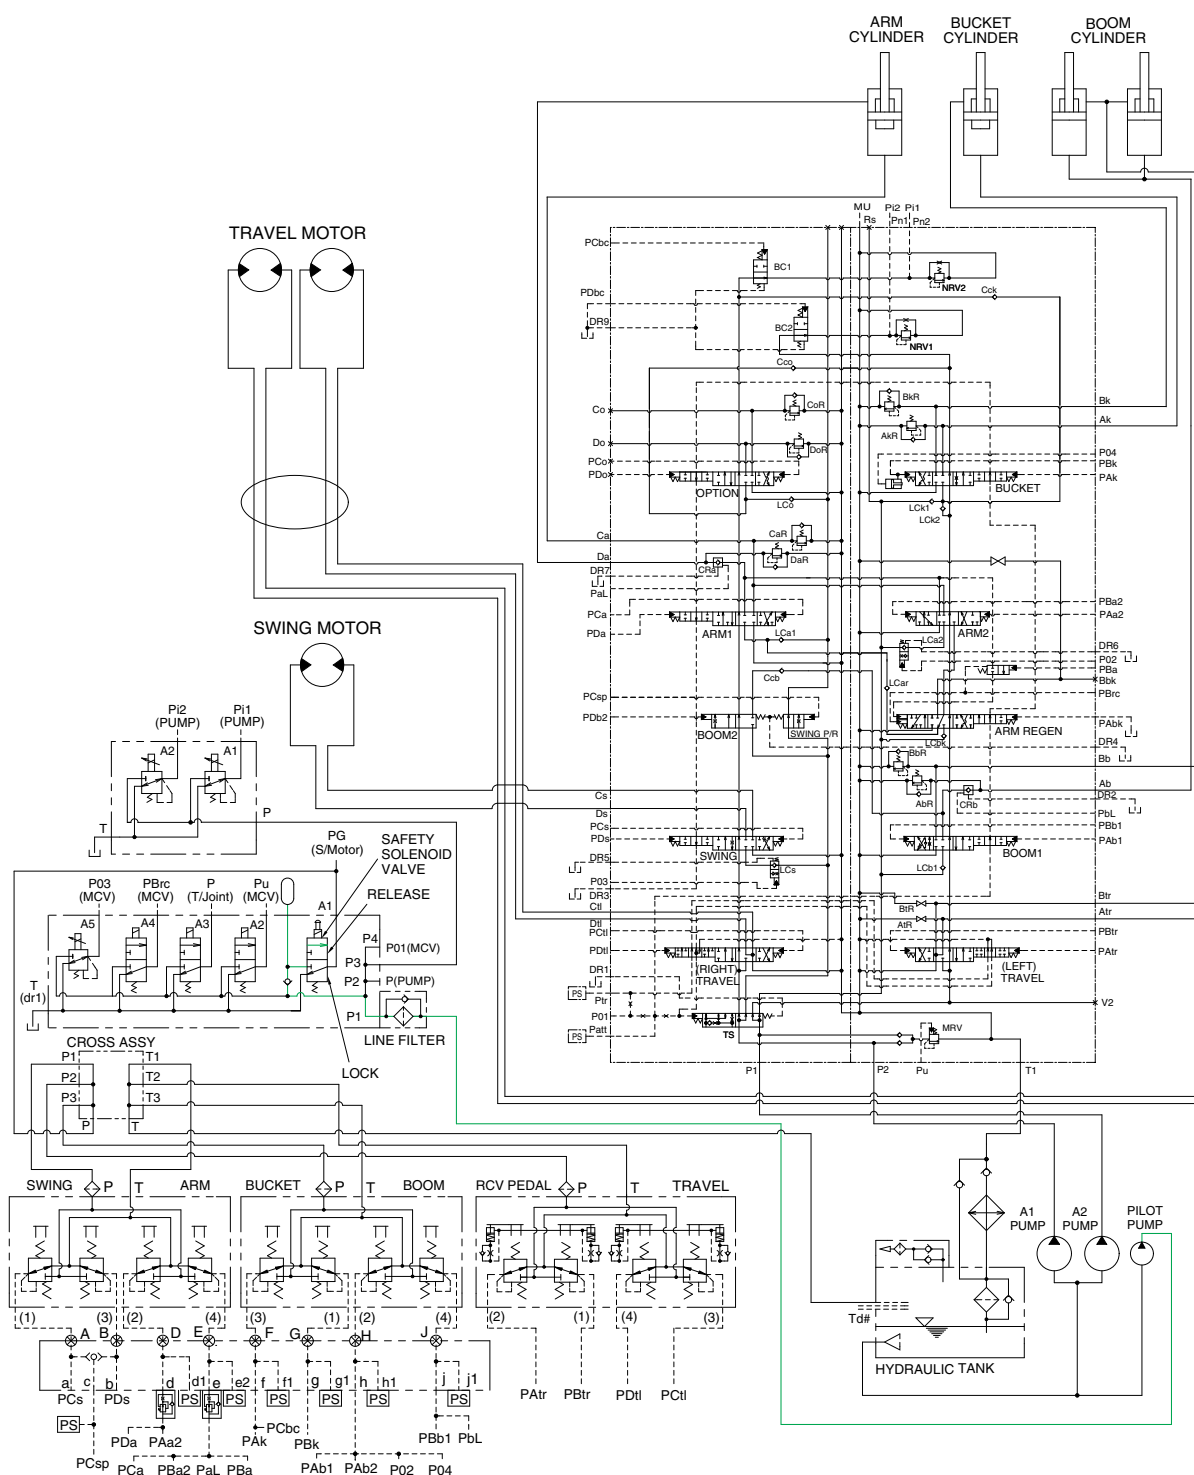 ARM
CYLINDER
BUCKET
CYLINDER
BOOM
CYLINDER
TRAVEL MOTOR
MU
Pi2 Pi1
Rs
Pn1 Pn2
PCbc
BC1
NRV2
Cck
PDbc
DR9
BC2
NRV1
Cco
Co
CoR
BkR
Bk
Ak
Do
DoR
AkR
PCo
PDo
P04
PBk
PAk
OPTION
BUCKET
LCo
LCk1
LCk2
Ca
CaR
Da
DaR
DR7
CRa
PaL
PCa
PDa
ARM1
ARM2
PBa2
PAa2
LCa1
LCa2
DR6
P02
PBa
Bbk
PBrc
Ccb
LCar
PCsp
PDb2
BOOM2
SWING P/R
ARM REGEN
PAbk
LCbk
DR4
BbR
Bb
AbR
CRb
Ab
DR2
PbL
SWING MOTOR
Cs
Ds
PCs
PDs
PBb1
PAb1
SWING
BOOM1
DR5
LCs
LCb1
P03
DR3
Ctl
Dtl
PCtl
PDtl
BtR
AtR
Btr
Atr
PBtr
PAtr
(RIGHT)
TRAVEL
(LEFT)
TRAVEL
DR1
PS
Ptr
P01
TS
V2
PS
Patt
MRV
P1
P2
Pu
T1
Pi2
(PUMP)
Pi1
(PUMP)
A2
A1
P
T
PG
(S/Motor)
SAFETY
SOLENOID
VALVE
RELEASE
P03
(MCV)
PBrc
(MCV)
P
(T/Joint)
Pu
(MCV)
A5
A4
A3
A2
A1
P4
P01(MCV)
P3
P2
P(PUMP)
P1
T
(dr1)
LINE FILTER
LOCK
CROSS ASSY
P1
T1
P2
T2
P3
T3
P
T
SWING
P
T
ARM
BUCKET
P
T
BOOM
RCV PEDAL
P
T
TRAVEL
(1)
(3)
(2)
(4)
(3)
(1)
(2)
(4)
(2)
(1)
(4)
(3)
A
B
D
E
F
G
H
J
a
c
b
d
d1
e
e2
f
f1
g
g1
h
h1
j
j1
PCs
PDs
PS
PS
PS
PS
PS
PS
PS
PCsp
PDa
PAa2
PCa
PBa2
PaL
PBa
PAk
PCbc
PBk
PAb1
PAb2
P02
P04
PBb1
PbL
PAtr
PBtr
PDtl
PCtl
A1
PUMP
A2
PUMP
PILOT
PUMP
Td#
HYDRAULIC TANK